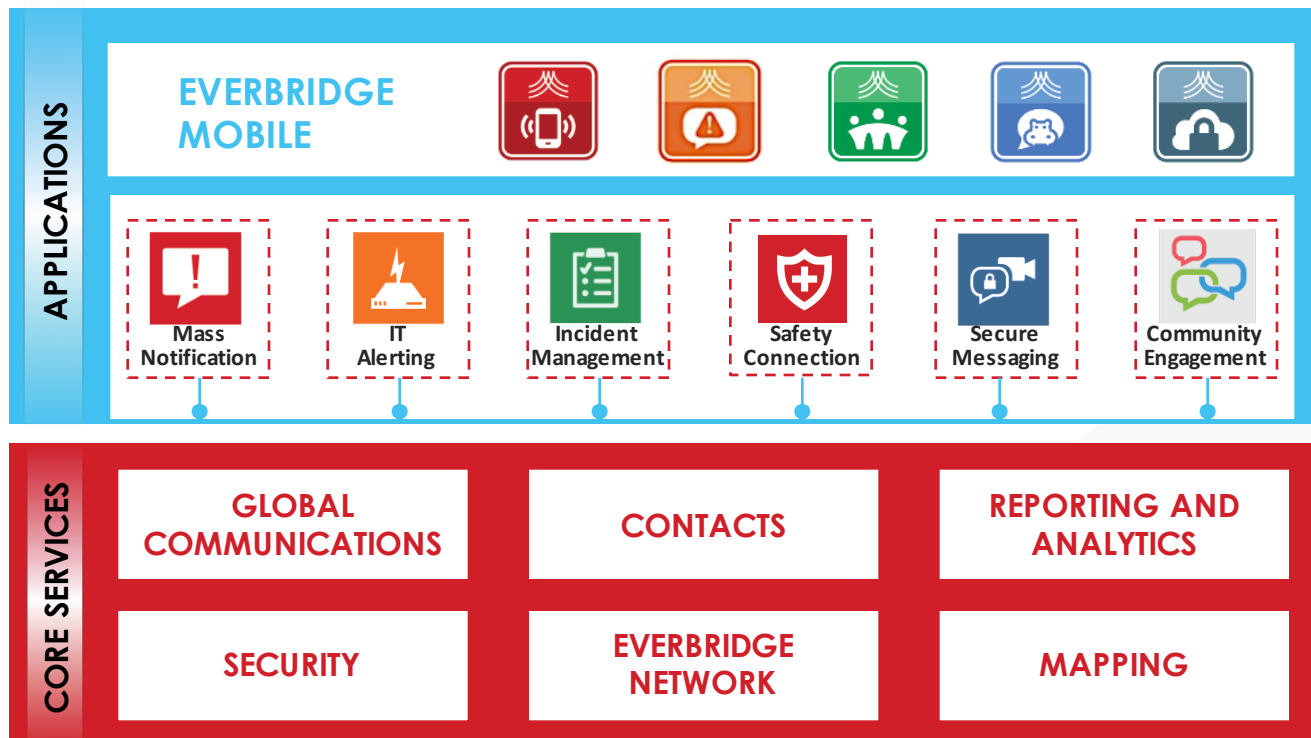 APPLICATIONS
EVERBRIDGE
MOBILE
Mass
Notification
IT
Alerting
Incident
Management
Safety
Connection
Secure
Messaging
Community
Engagement
CORE SERVICES
GLOBAL
COMMUNICATIONS
CONTACTS
REPORTING AND
ANALYTICS
SECURITY
EVERBRIDGE
NETWORK
MAPPING